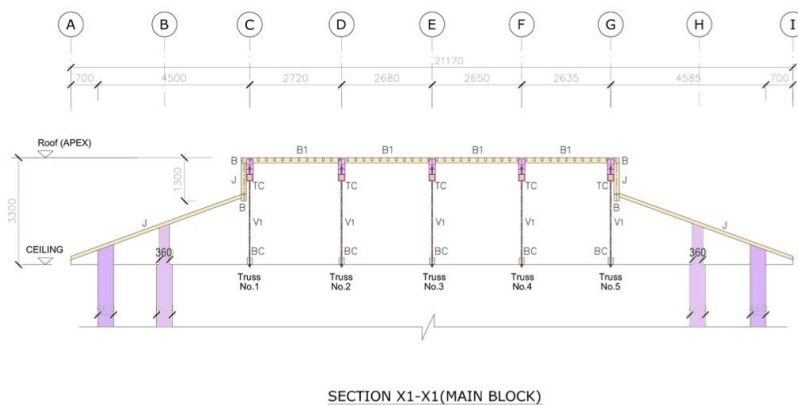 A B C D E F G H I
21170
700 4500 2720 2680 2650 2635 4585 700
Roof (APEX)
B B1 B1 B1 B1 B
1300
J TC TC TC TC TC J
3300
B B
J V1 V1 V1 V1 V1 J
CEILING
360 BC BC BC BC BC 360
Truss Truss Truss Truss Truss
No.1 No.2 No.3 No.4 No.5
SECTION X1-X1(MAIN BLOCK)